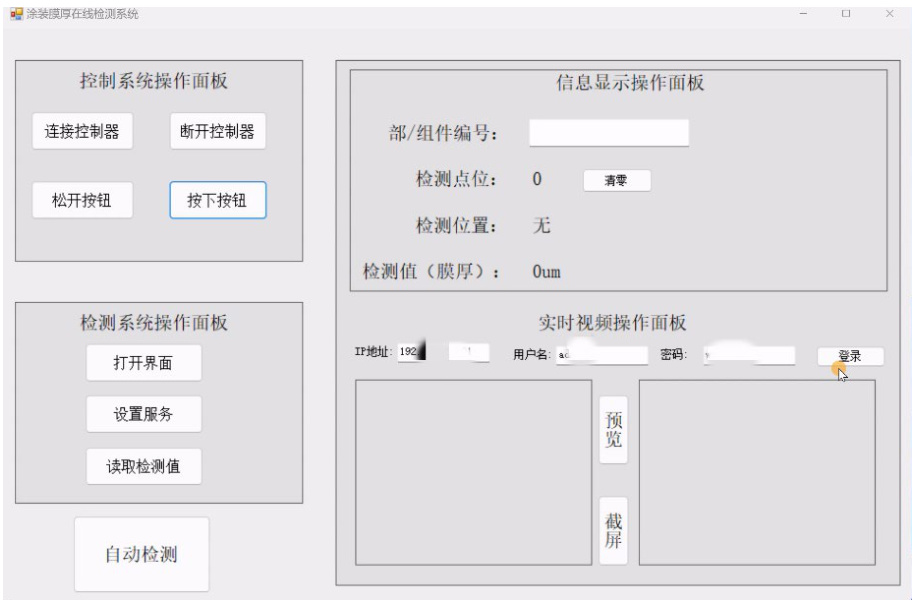 涂装膜厚在线检测系统
控制系统操作面板
连接控制器 断开控制器
松开按钮 按下按钮
检测系统操作面板
打开界面
设置服务
读取检测值
自动检测
信息显示操作面板
部/组件编号：
检测点位： 0 清零
检测位置： 无
检测值（膜厚）： 0um
实时视频操作面板
IP地址: 192 用户名: 密码: 登录
预览
截屏